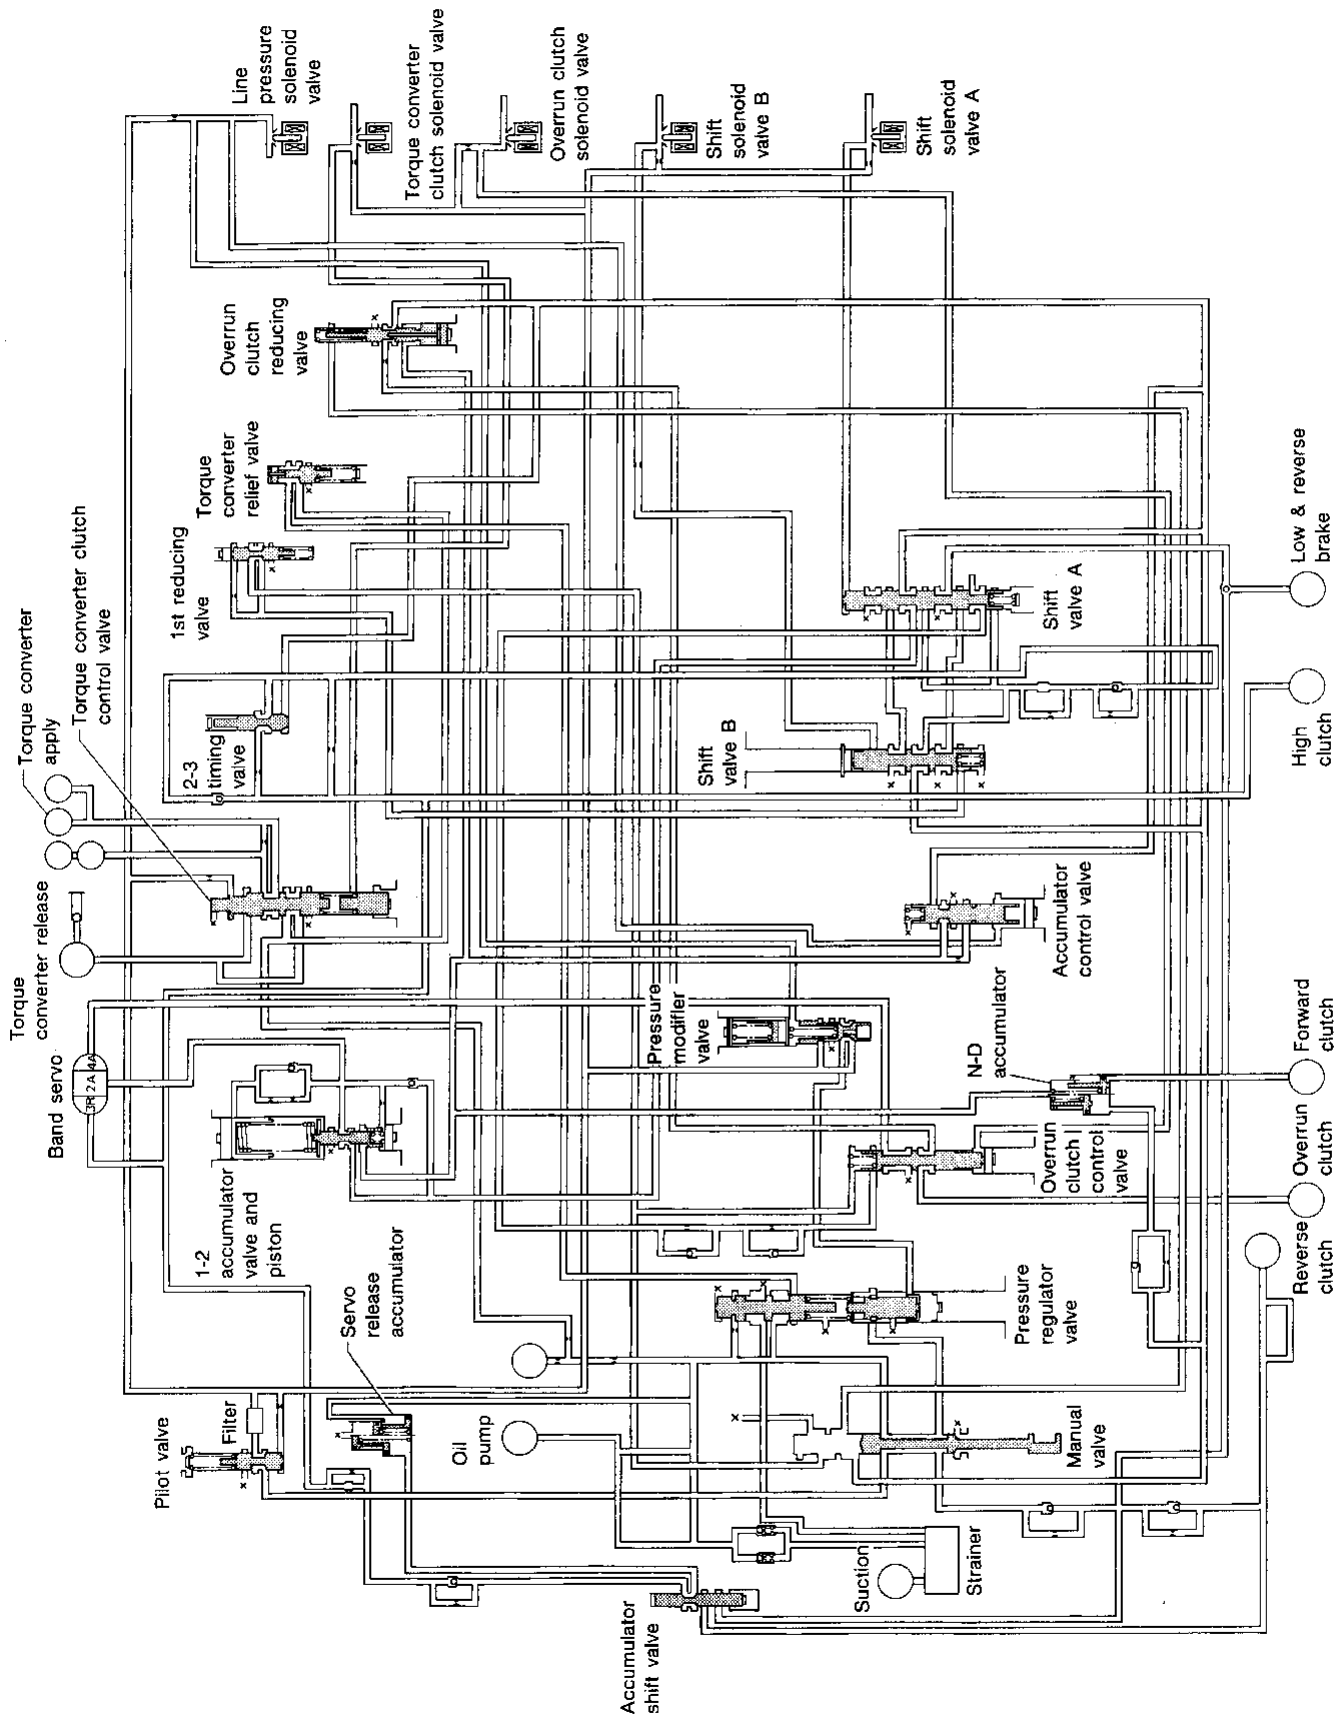 Line
pressure
solenoid
valve
Torque converter
clutch solenoid valve
Overrun clutch
solenoid valve
Shift
solenoid
valve B
Shift
solenoid
valve A
Overrun
clutch
reducing
valve
Torque
converter
relief valve
1st reducing
valve
Torque converter clutch
control valve
Torque converter
apply
2-3
timing
valve
Shift
valve B
Shift
valve A
Low & reverse
brake
High
clutch
Torque
converter release
Band servo
3R 2A 4A
Pressure
modifier
valve
Accumulator
control valve
N-D
accumulator
Forward
clutch
Overrun
clutch
Overrun
clutch control
valve
Reverse
clutch
1-2
accumulator
valve and
piston
Servo
release
accumulator
Pressure
regulator
valve
Pilot valve
Filter
Oil
pump
Manual
valve
Suction
Strainer
Accumulator
shift valve